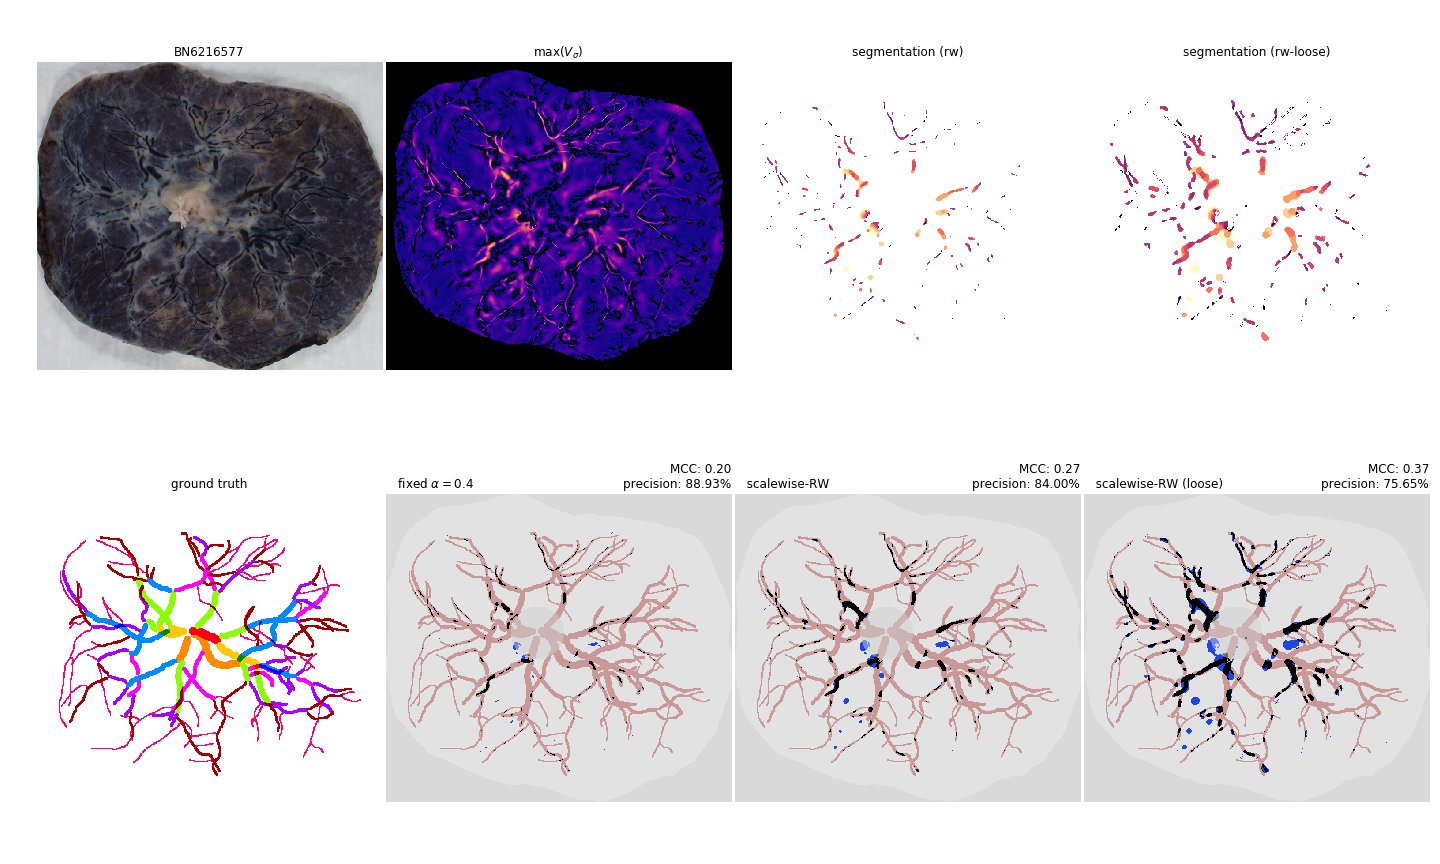 BN6216577
max(V_σ)
segmentation (rw)
segmentation (rw-loose)
ground truth
fixed α = 0.4
MCC: 0.20
precision: 88.93%
scalewise-RW
MCC: 0.27
precision: 84.00%
scalewise-RW (loose)
MCC: 0.37
precision: 75.65%